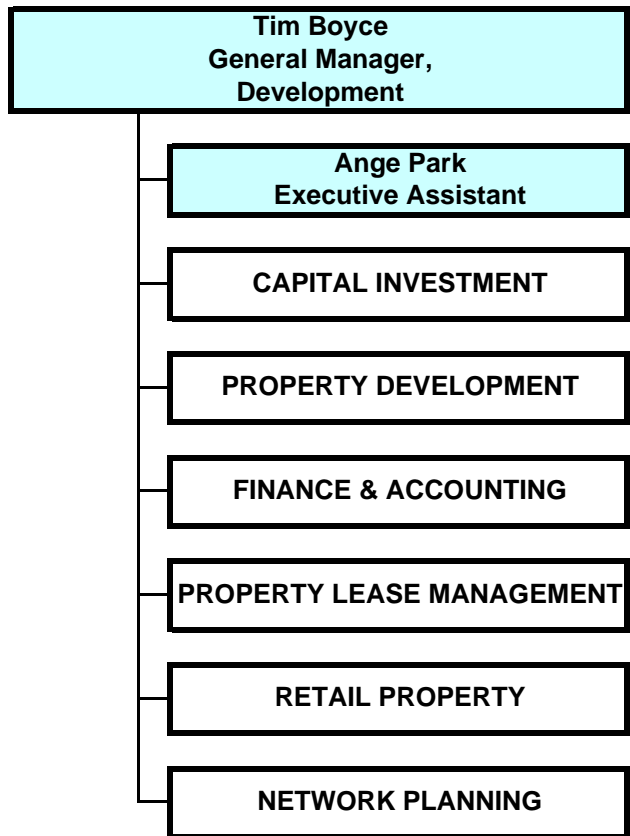 Tim Boyce
General Manager,
Development
Ange Park
Executive Assistant
CAPITAL INVESTMENT
PROPERTY DEVELOPMENT
FINANCE & ACCOUNTING
PROPERTY LEASE MANAGEMENT
RETAIL PROPERTY
NETWORK PLANNING